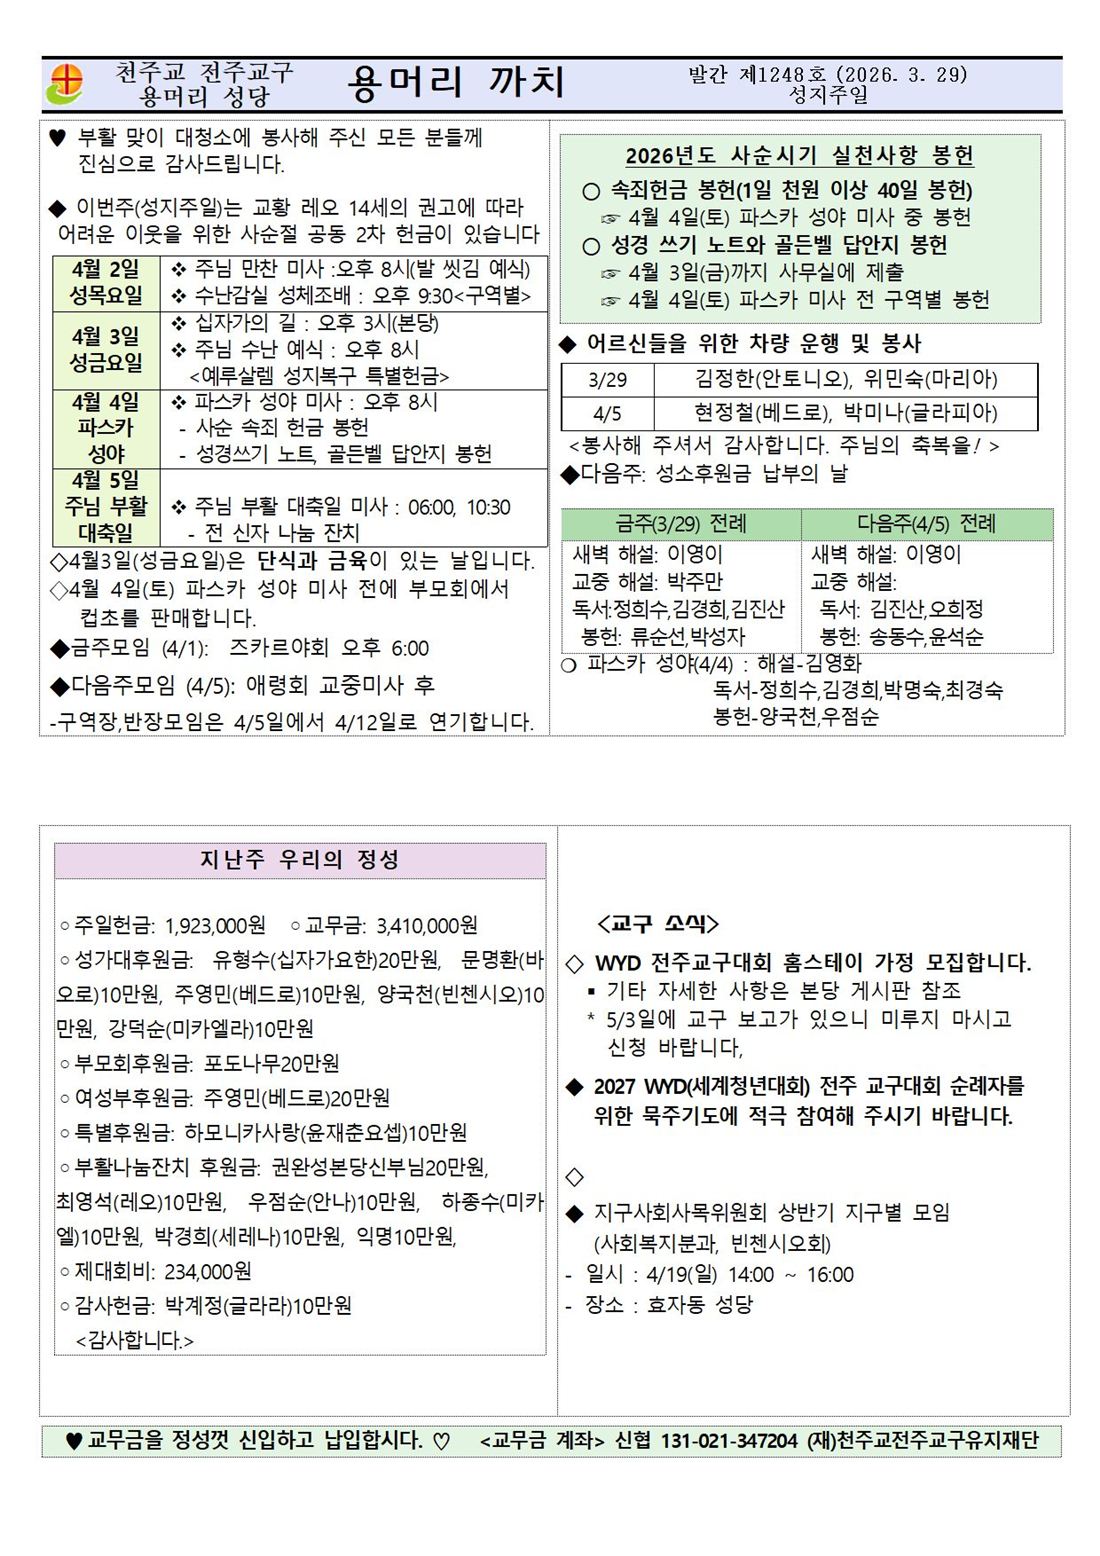 천주교 전주교구
용머리 성당
용머리 까치
발간 제1248호 (2026. 3. 29)
성지주일
♥ 부활 맞이 대청소에 봉사해 주신 모든 분들께
진심으로 감사드립니다.
◆ 이번주(성지주일)는 교황 레오 14세의 권고에 따라
어려운 이웃을 위한 사순절 공동 2차 헌금이 있습니다
4월 2일
성목요일
❖ 주님 만찬 미사 :오후 8시(발 씻김 예식)
❖ 수난감실 성체조배 : 오후 9:30<구역별>
4월 3일
성금요일
❖ 십자가의 길 : 오후 3시(본당)
❖ 주님 수난 예식 : 오후 8시
<예루살렘 성지복구 특별헌금>
4월 4일
파스카
성야
❖ 파스카 성야 미사 : 오후 8시
- 사순 속죄 헌금 봉헌
- 성경쓰기 노트, 골든벨 답안지 봉헌
4월 5일
주님 부활
대축일
❖ 주님 부활 대축일 미사 : 06:00, 10:30
- 전 신자 나눔 잔치
◇4월3일(성금요일)은 단식과 금육이 있는 날입니다.
◇4월 4일(토) 파스카 성야 미사 전에 부모회에서
컵초를 판매합니다.
◆금주모임 (4/1): 즈카르야회 오후 6:00
◆다음주모임 (4/5): 애령회 교중미사 후
-구역장,반장모임은 4/5일에서 4/12일로 연기합니다.
2026년도 사순시기 실천사항 봉헌
○ 속죄헌금 봉헌(1일 천원 이상 40일 봉헌)
☞ 4월 4일(토) 파스카 성야 미사 중 봉헌
○ 성경 쓰기 노트와 골든벨 답안지 봉헌
☞ 4월 3일(금)까지 사무실에 제출
☞ 4월 4일(토) 파스카 미사 전 구역별 봉헌
◆ 어르신들을 위한 차량 운행 및 봉사
3/29 김정한(안토니오), 위민숙(마리아)
4/5 현정철(베드로), 박미나(글라피아)
<봉사해 주셔서 감사합니다. 주님의 축복을! >
◆다음주: 성소후원금 납부의 날
금주(3/29) 전례
새벽 해설: 이영이
교중 해설: 박주만
독서:정희수,김경희,김진산
봉헌: 류순선,박성자
다음주(4/5) 전례
새벽 해설: 이영이
교중 해설:
독서: 김진산,오희정
봉헌: 송동수,윤석순
❍ 파스카 성야(4/4) : 해설-김영화
독서-정희수,김경희,박명숙,최경숙
봉헌-양국천,우점순
지난주 우리의 정성
○주일헌금: 1,923,000원 ○교무금: 3,410,000원
○성가대후원금: 유형수(십자가요한)20만원, 문명환(바
오로)10만원, 주영민(베드로)10만원, 양국천(빈첸시오)10
만원, 강덕순(미카엘라)10만원
○부모회후원금: 포도나무20만원
○여성부후원금: 주영민(베드로)20만원
○특별후원금: 하모니카사랑(윤재춘요셉)10만원
○부활나눔잔치 후원금: 권완성본당신부님20만원,
최영석(레오)10만원, 우점순(안나)10만원, 하종수(미카
엘)10만원, 박경희(세레나)10만원, 익명10만원,
○제대회비: 234,000원
○감사헌금: 박계정(글라라)10만원
<감사합니다.>
<교구 소식>
◇ WYD 전주교구대회 홈스테이 가정 모집합니다.
▪ 기타 자세한 사항은 본당 게시판 참조
* 5/3일에 교구 보고가 있으니 미루지 마시고
신청 바랍니다,
◆ 2027 WYD(세계청년대회) 전주 교구대회 순례자를
위한 묵주기도에 적극 참여해 주시기 바랍니다.
◇
◆ 지구사회사목위원회 상반기 지구별 모임
(사회복지분과, 빈첸시오회)
- 일시 : 4/19(일) 14:00 ~ 16:00
- 장소 : 효자동 성당
♥교무금을 정성껏 신입하고 납입합시다. ♡ <교무금 계좌> 신협 131-021-347204 (재)천주교전주교구유지재단